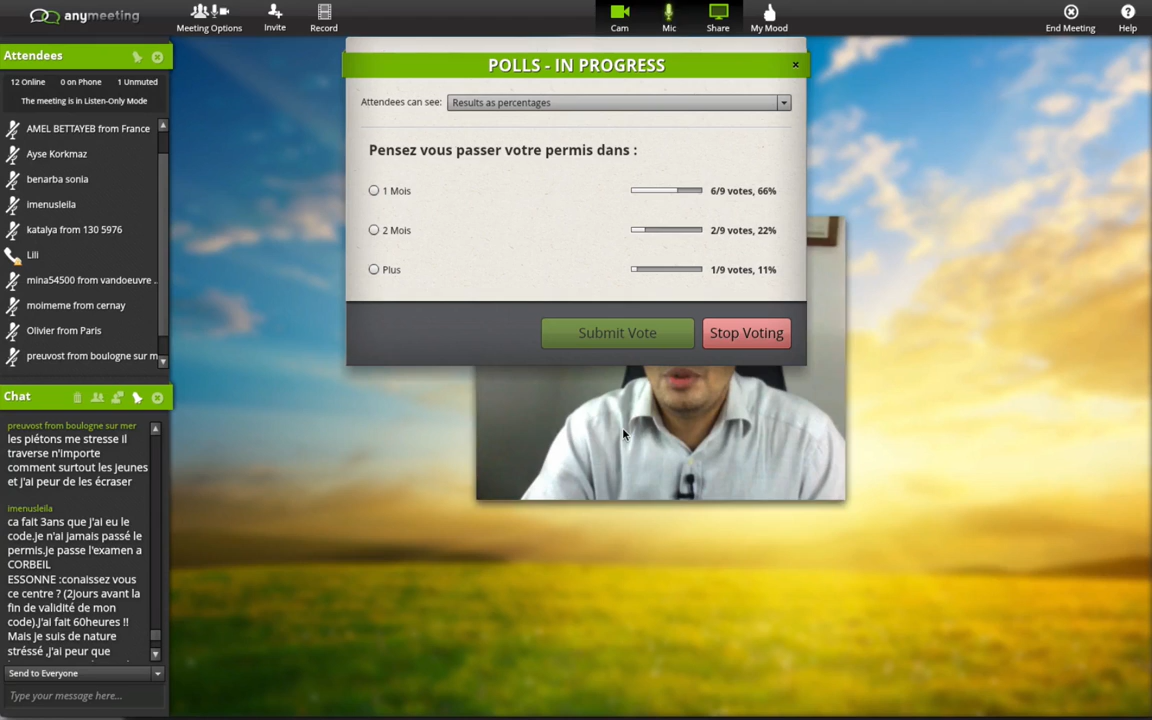 anymeeting
Meeting Options
Invite
Record
Cam
Mic
Share
My Mood
End Meeting
Help
Attendees
12 Online 0 on Phone 1 Unmuted
The meeting is in Listen-Only Mode
AMEL BETTAYEB from France
Ayse Korkmaz
benarba sonia
imenusleila
katalya from 130 5976
Lili
mina54500 from vandoeuvre ..
moimeme from cernay
Olivier from Paris
preuvost from boulogne sur m
POLLS - IN PROGRESS
Attendees can see: Results as percentages
Pensez vous passer votre permis dans :
1 Mois 6/9 votes, 66%
2 Mois 2/9 votes, 22%
Plus 1/9 votes, 11%
Submit Vote
Stop Voting
Chat
preuvost from boulogne sur mer
les piétons me stresse il
traverse n'importe
comment surtout les jeunes
et j'ai peur de les écraser
imenusleila
ca fait 3ans que j'ai eu le
code.je n'ai jamais passé le
permis.je passe l'examen a
CORBEIL
ESSONNE :conaissez vous
ce centre ? (2jours avant la
fin de validité de mon
code).J'ai fait 60heures !!
Mais je suis de nature
stréssé ,j'ai peur que
Send to Everyone
Type your message here...